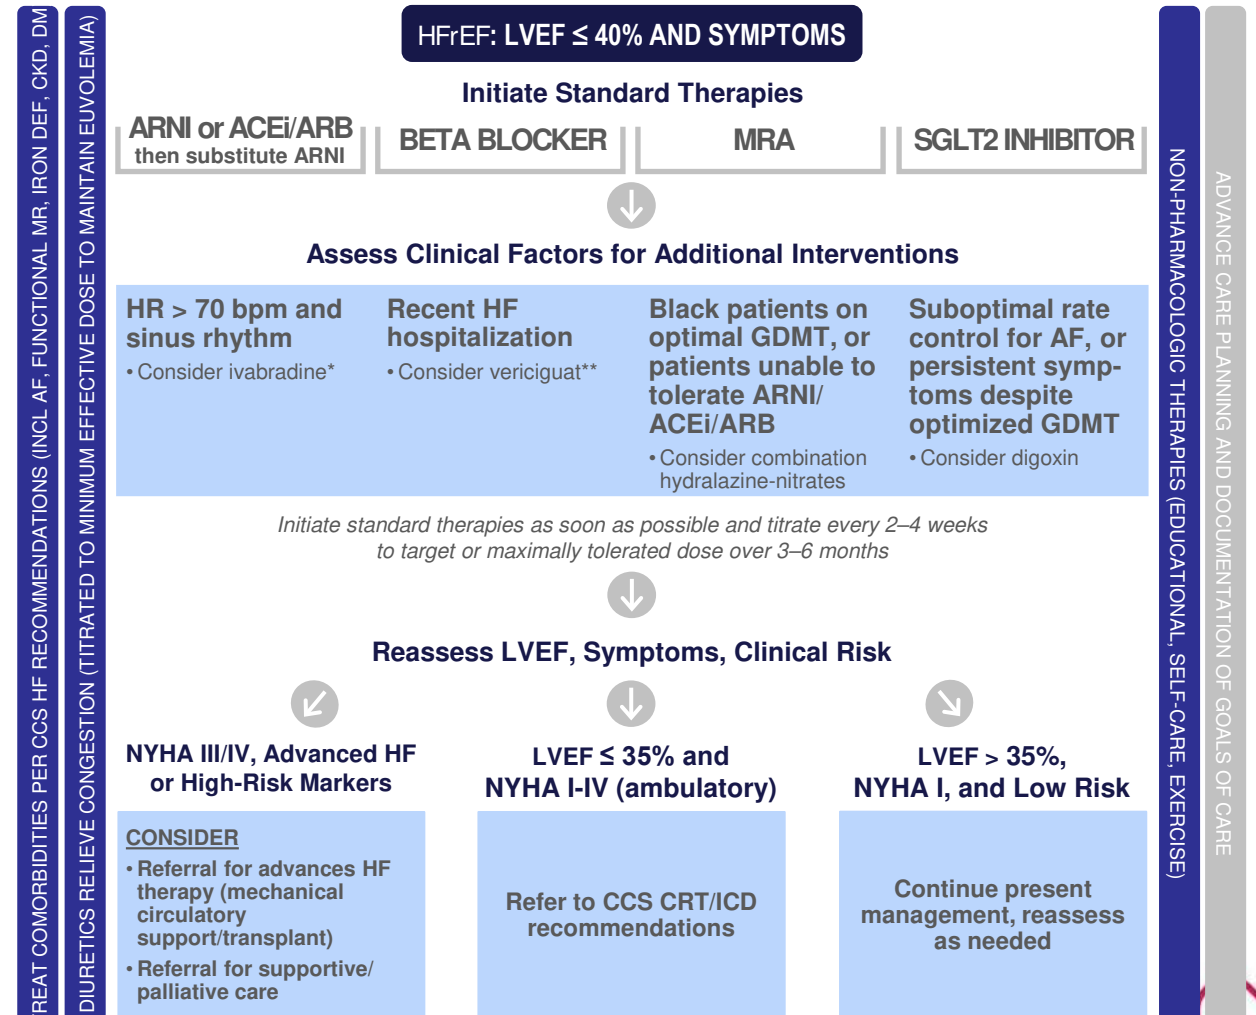 HFrEF: LVEF ≤ 40% AND SYMPTOMS
Initiate Standard Therapies
ARNI or ACEi/ARB
then substitute ARNI
BETA BLOCKER
MRA
SGLT2 INHIBITOR
Assess Clinical Factors for Additional Interventions
HR > 70 bpm and
sinus rhythm
• Consider ivabradine*
Recent HF
hospitalization
• Consider vericiguat**
Black patients on
optimal GDMT, or
patients unable to
tolerate ARNI/
ACEi/ARB
• Consider combination
hydralazine-nitrates
Suboptimal rate
control for AF, or
persistent symp-
toms despite
optimized GDMT
• Consider digoxin
Initiate standard therapies as soon as possible and titrate every 2–4 weeks
to target or maximally tolerated dose over 3–6 months
Reassess LVEF, Symptoms, Clinical Risk
NYHA III/IV, Advanced HF
or High-Risk Markers
CONSIDER
• Referral for advances HF
therapy (mechanical
circulatory
support/transplant)
• Referral for supportive/
palliative care
LVEF ≤ 35% and
NYHA I-IV (ambulatory)
Refer to CCS CRT/ICD
recommendations
LVEF > 35%,
NYHA I, and Low Risk
Continue present
management, reassess
as needed
REAT COMORBIDITIES PER CCS HF RECOMMENDATIONS (INCL AF, FUNCTIONAL MR, IRON DEF, CKD, DM
DIURETICS RELIEVE CONGESTION (TITRATED TO MINIMUM EFFECTIVE DOSE TO MAINTAIN EUVOLEMIA)
NON-PHARMACOLOGIC THERAPIES (EDUCATIONAL, SELF-CARE, EXERCISE)
ADVANCE CARE PLANNING AND DOCUMENTATION OF GOALS OF CARE